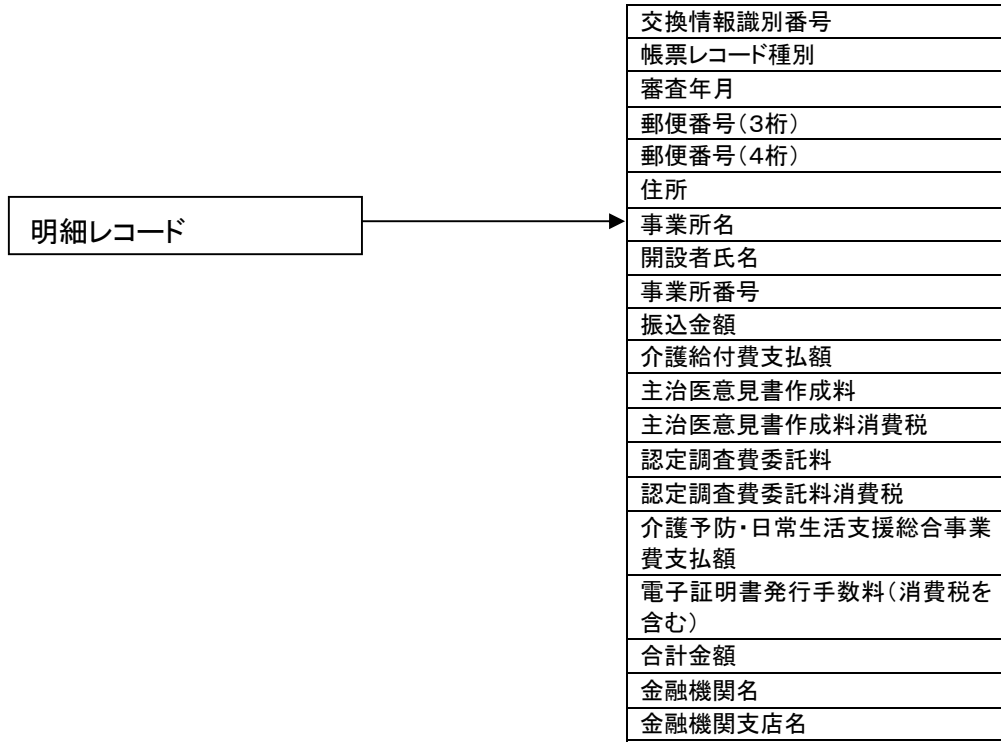 交換情報識別番号
帳票レコード種別
審査年月
郵便番号(3桁)
郵便番号(4桁)
住所
明細レコード
事業所名
開設者氏名
事業所番号
振込金額
介護給付費支払額
主治医意見書作成料
主治医意見書作成料消費税
認定調査費委託料
認定調査費委託料消費税
介護予防・日常生活支援総合事業
費支払額
電子証明書発行手数料(消費税を
含む)
合計金額
金融機関名
金融機関支店名